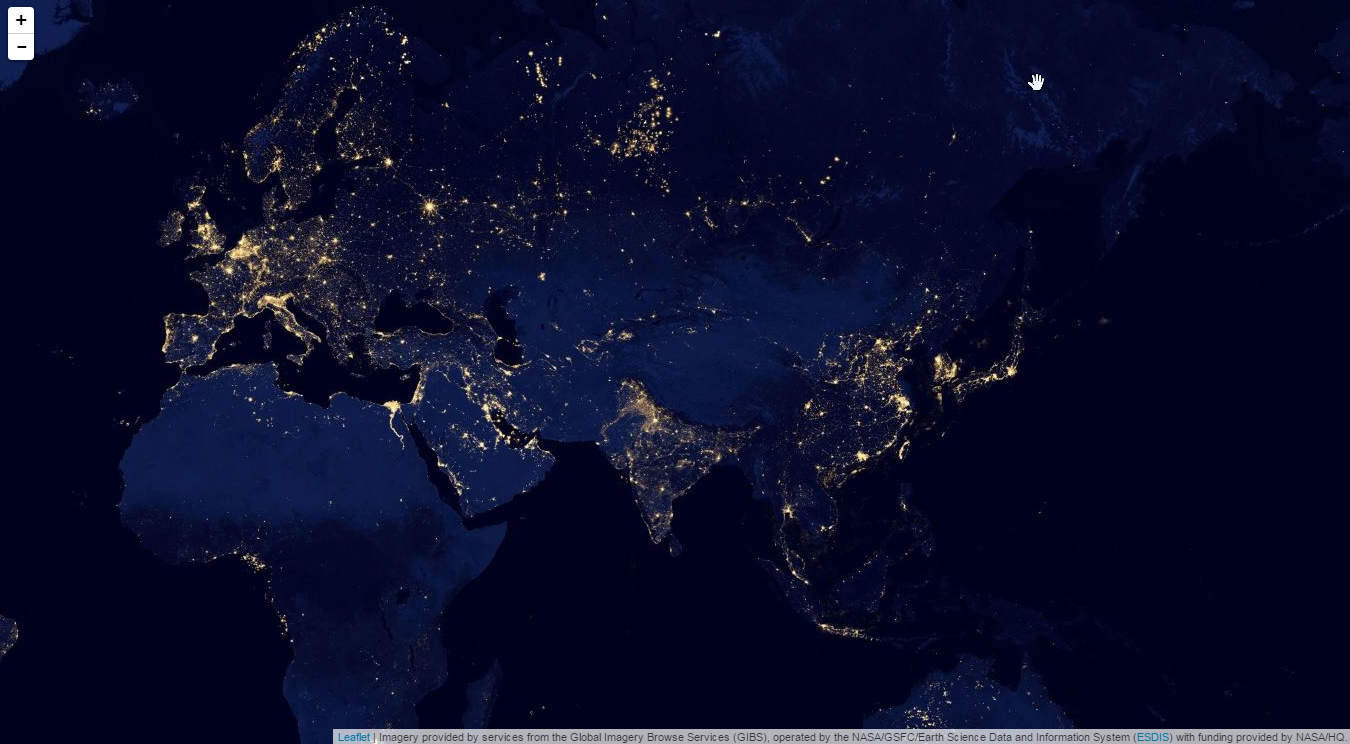 +
−
Leaflet | Imagery provided by services from the Global Imagery Browse Services (GIBS), operated by the NASA/GSFC/Earth Science Data and Information System (ESDIS) with funding provided by NASA/HQ.